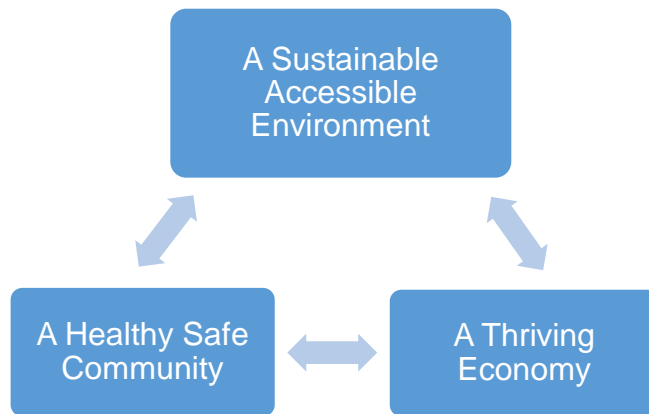 A Sustainable
Accessible
Environment
A Healthy Safe
Community
A Thriving
Economy